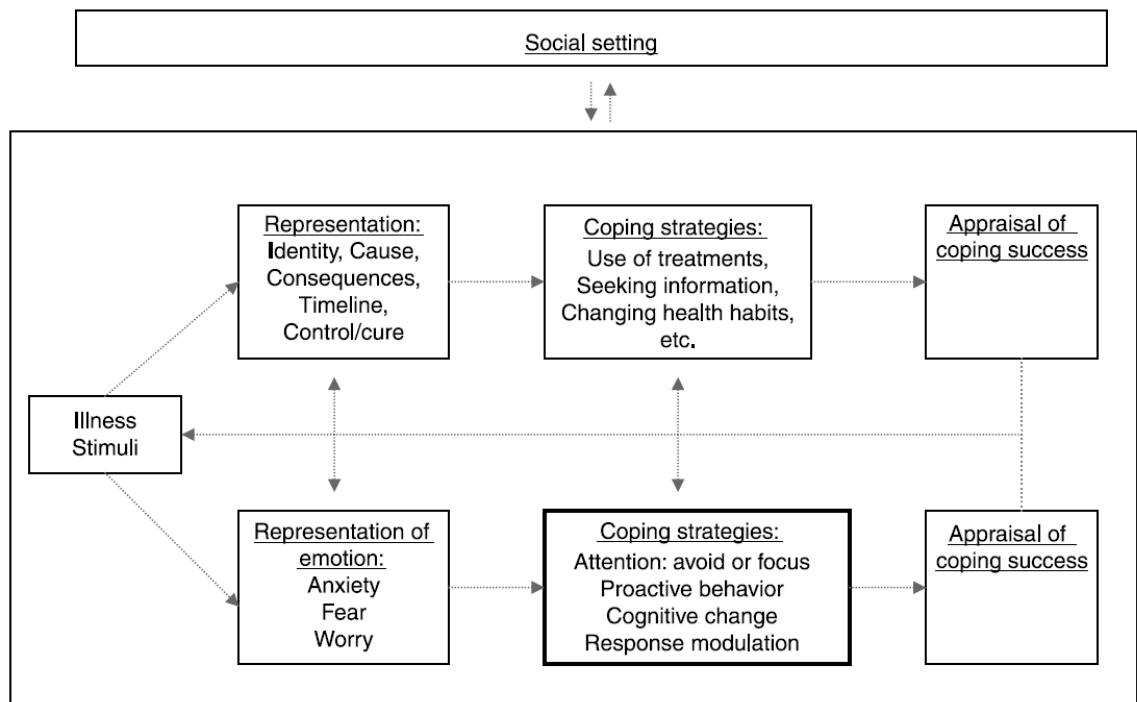 Social setting
Representation:
Identity, Cause,
Consequences,
Timeline,
Control/cure
Coping strategies:
Use of treatments,
Seeking information,
Changing health habits,
etc.
Appraisal of
coping success
Illness
Stimuli
Representation of
emotion:
Anxiety
Fear
Worry
Coping strategies:
Attention: avoid or focus
Proactive behavior
Cognitive change
Response modulation
Appraisal of
coping success